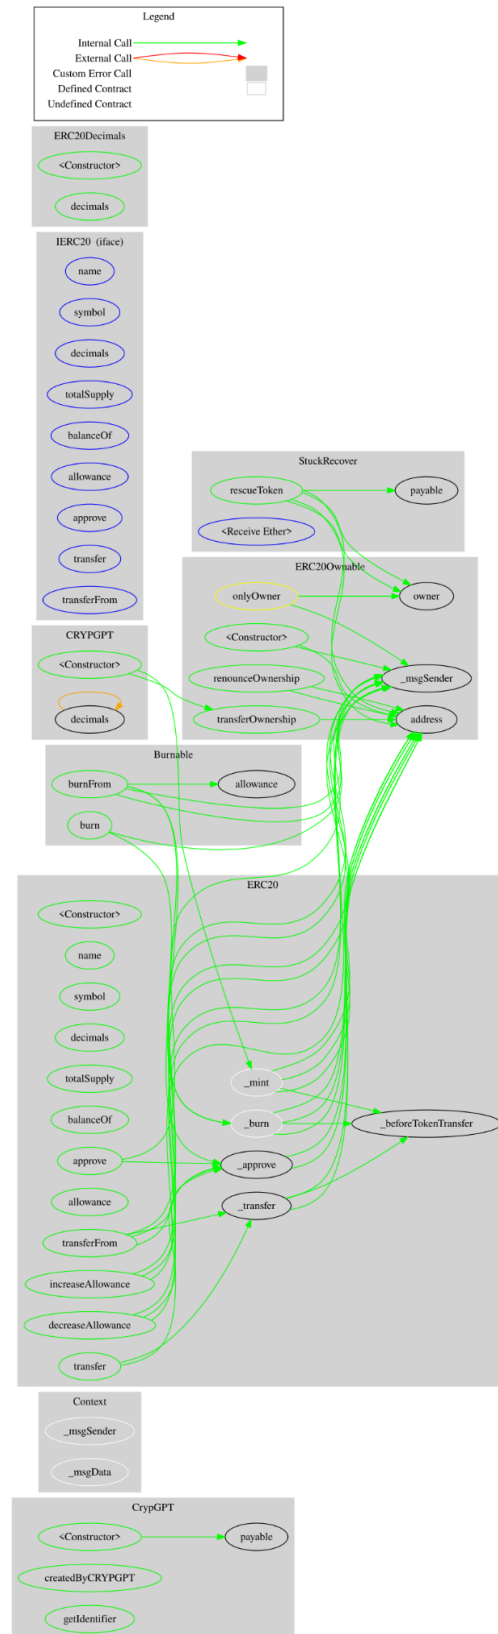 Legend
Internal Call
External Call
Custom Error Call
Defined Contract
Undefined Contract
ERC20Decimals
<Constructor>
decimals
IERC20 (iface)
name
symbol
decimals
totalSupply
balanceOf
allowance
approve
transfer
transferFrom
StuckRecover
rescueToken
payable
<Receive Ether>
ERC20Ownable
onlyOwner
owner
<Constructor>
_msgSender
renounceOwnership
transferOwnership
address
CRYPGPT
<Constructor>
decimals
Burnable
burnFrom
allowance
burn
ERC20
<Constructor>
name
symbol
decimals
totalSupply
_mint
balanceOf
_burn
_beforeTokenTransfer
approve
_approve
allowance
_transfer
transferFrom
increaseAllowance
decreaseAllowance
transfer
Context
_msgSender
_msgData
CrypGPT
<Constructor>
payable
createdByCRYPGPT
getIdentifier